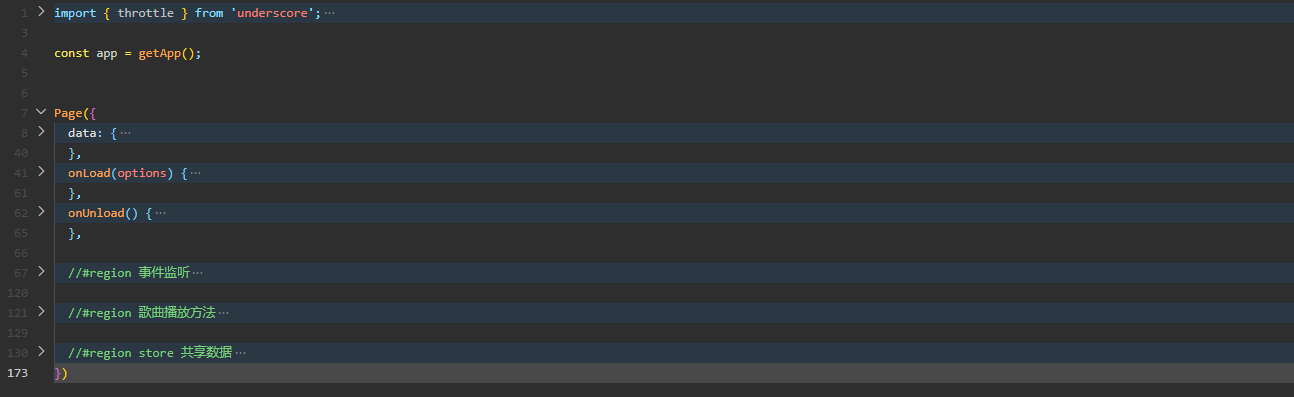 1 import { throttle } from 'underscore';···
3
4 const app = getApp();
5
6
7 Page({
8 data: {···
40 },
41 onLoad(options) {···
61 },
62 onUnload() {···
65 },
66
67 //#region 事件监听···
120
121 //#region 歌曲播放方法···
129
130 //#region store 共享数据···
173 })